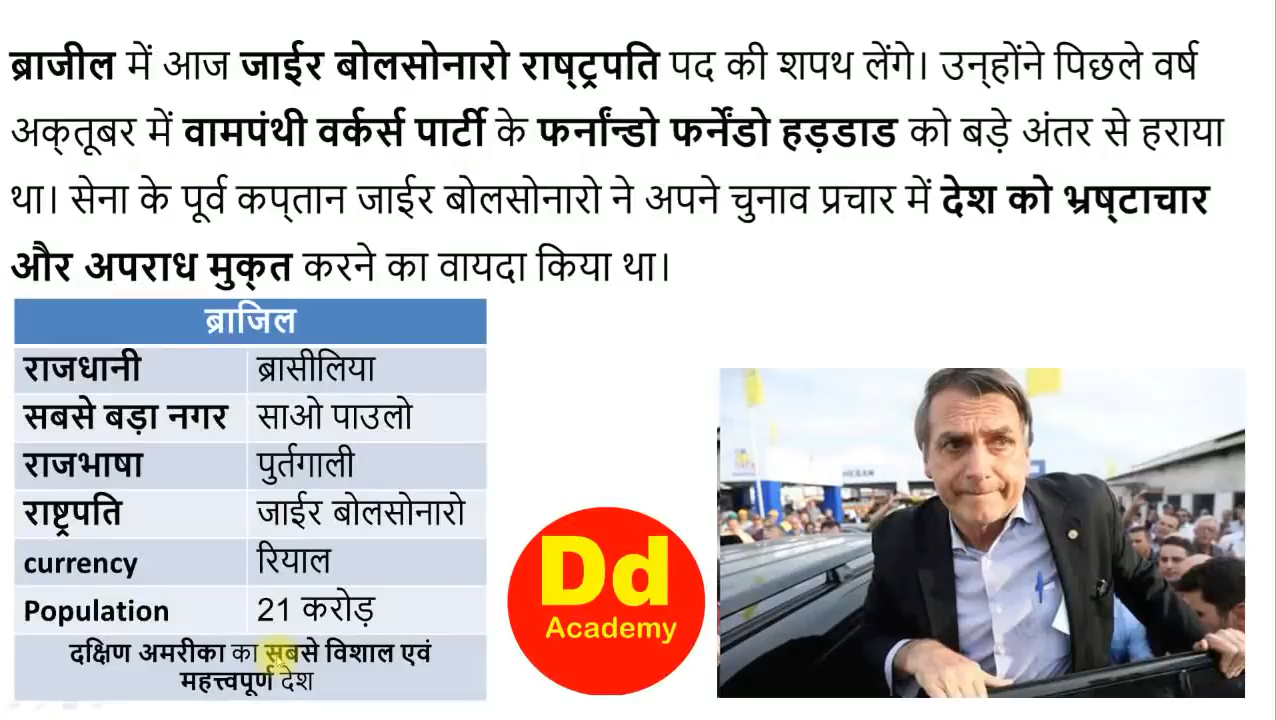 ब्राजील में आज जाईर बोलसोनारो राष्ट्रपति पद की शपथ लेंगे। उन्होंने पिछले वर्ष
अक्तूबर में वामपंथी वर्कर्स पार्टी के फर्नांन्डो फर्नेंडो हड़डाड को बड़े अंतर से हराया
था। सेना के पूर्व कप्तान जाईर बोलसोनारो ने अपने चुनाव प्रचार में देश को भ्रष्टाचार
और अपराध मुक्त करने का वायदा किया था।
ब्राजिल
राजधानी ब्रासीलिया
सबसे बड़ा नगर साओ पाउलो
राजभाषा पुर्तगाली
राष्ट्रपति जाईर बोलसोनारो
currency रियाल
Population 21 करोड़
दक्षिण अमरीका का सबसे विशाल एवं
महत्त्वपूर्ण देश
Dd
Academy